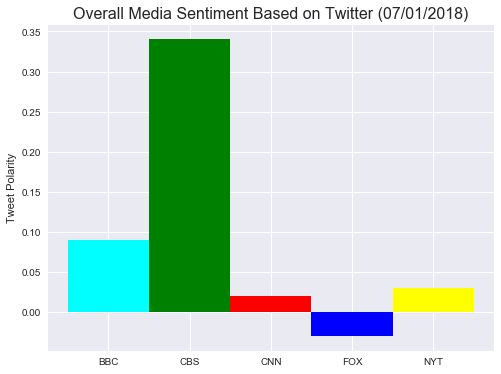 Overall Media Sentiment Based on Twitter (07/01/2018)
Tweet Polarity
0.35
0.30
0.25
0.20
0.15
0.10
0.05
0.00
BBC CBS CNN FOX NYT